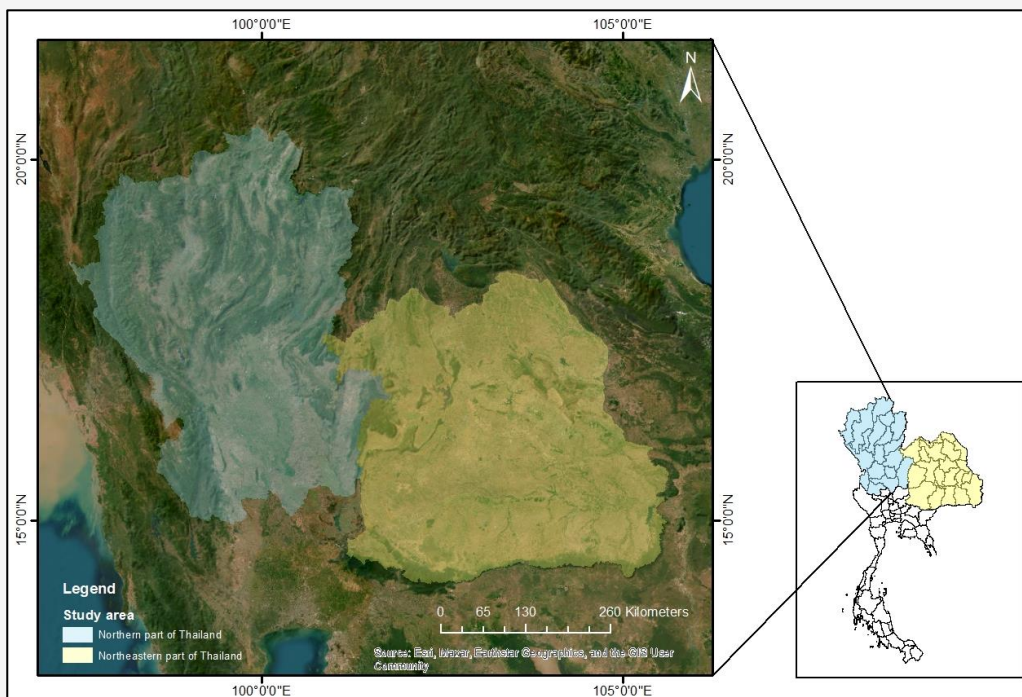 100°0'0"E
105°0'0"E
N
20°0'0"N
20°0'0"N
15°0'0"N
15°0'0"N
Legend
Study area
Northern part of Thailand
Northeastern part of Thailand
0 65 130 260 Kilometers
Source: Esri, Maxar, Earthstar Geographics, and the GIS User
Community
100°0'0"E
105°0'0"E